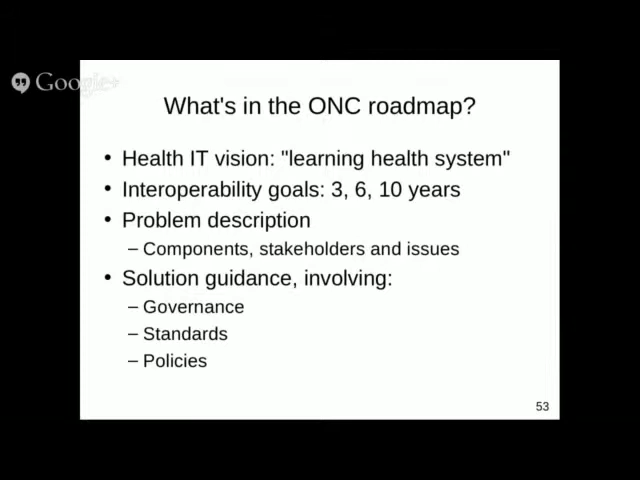 Google+
What's in the ONC roadmap?
• Health IT vision: "learning health system"
• Interoperability goals: 3, 6, 10 years
• Problem description
– Components, stakeholders and issues
• Solution guidance, involving:
– Governance
– Standards
– Policies
53